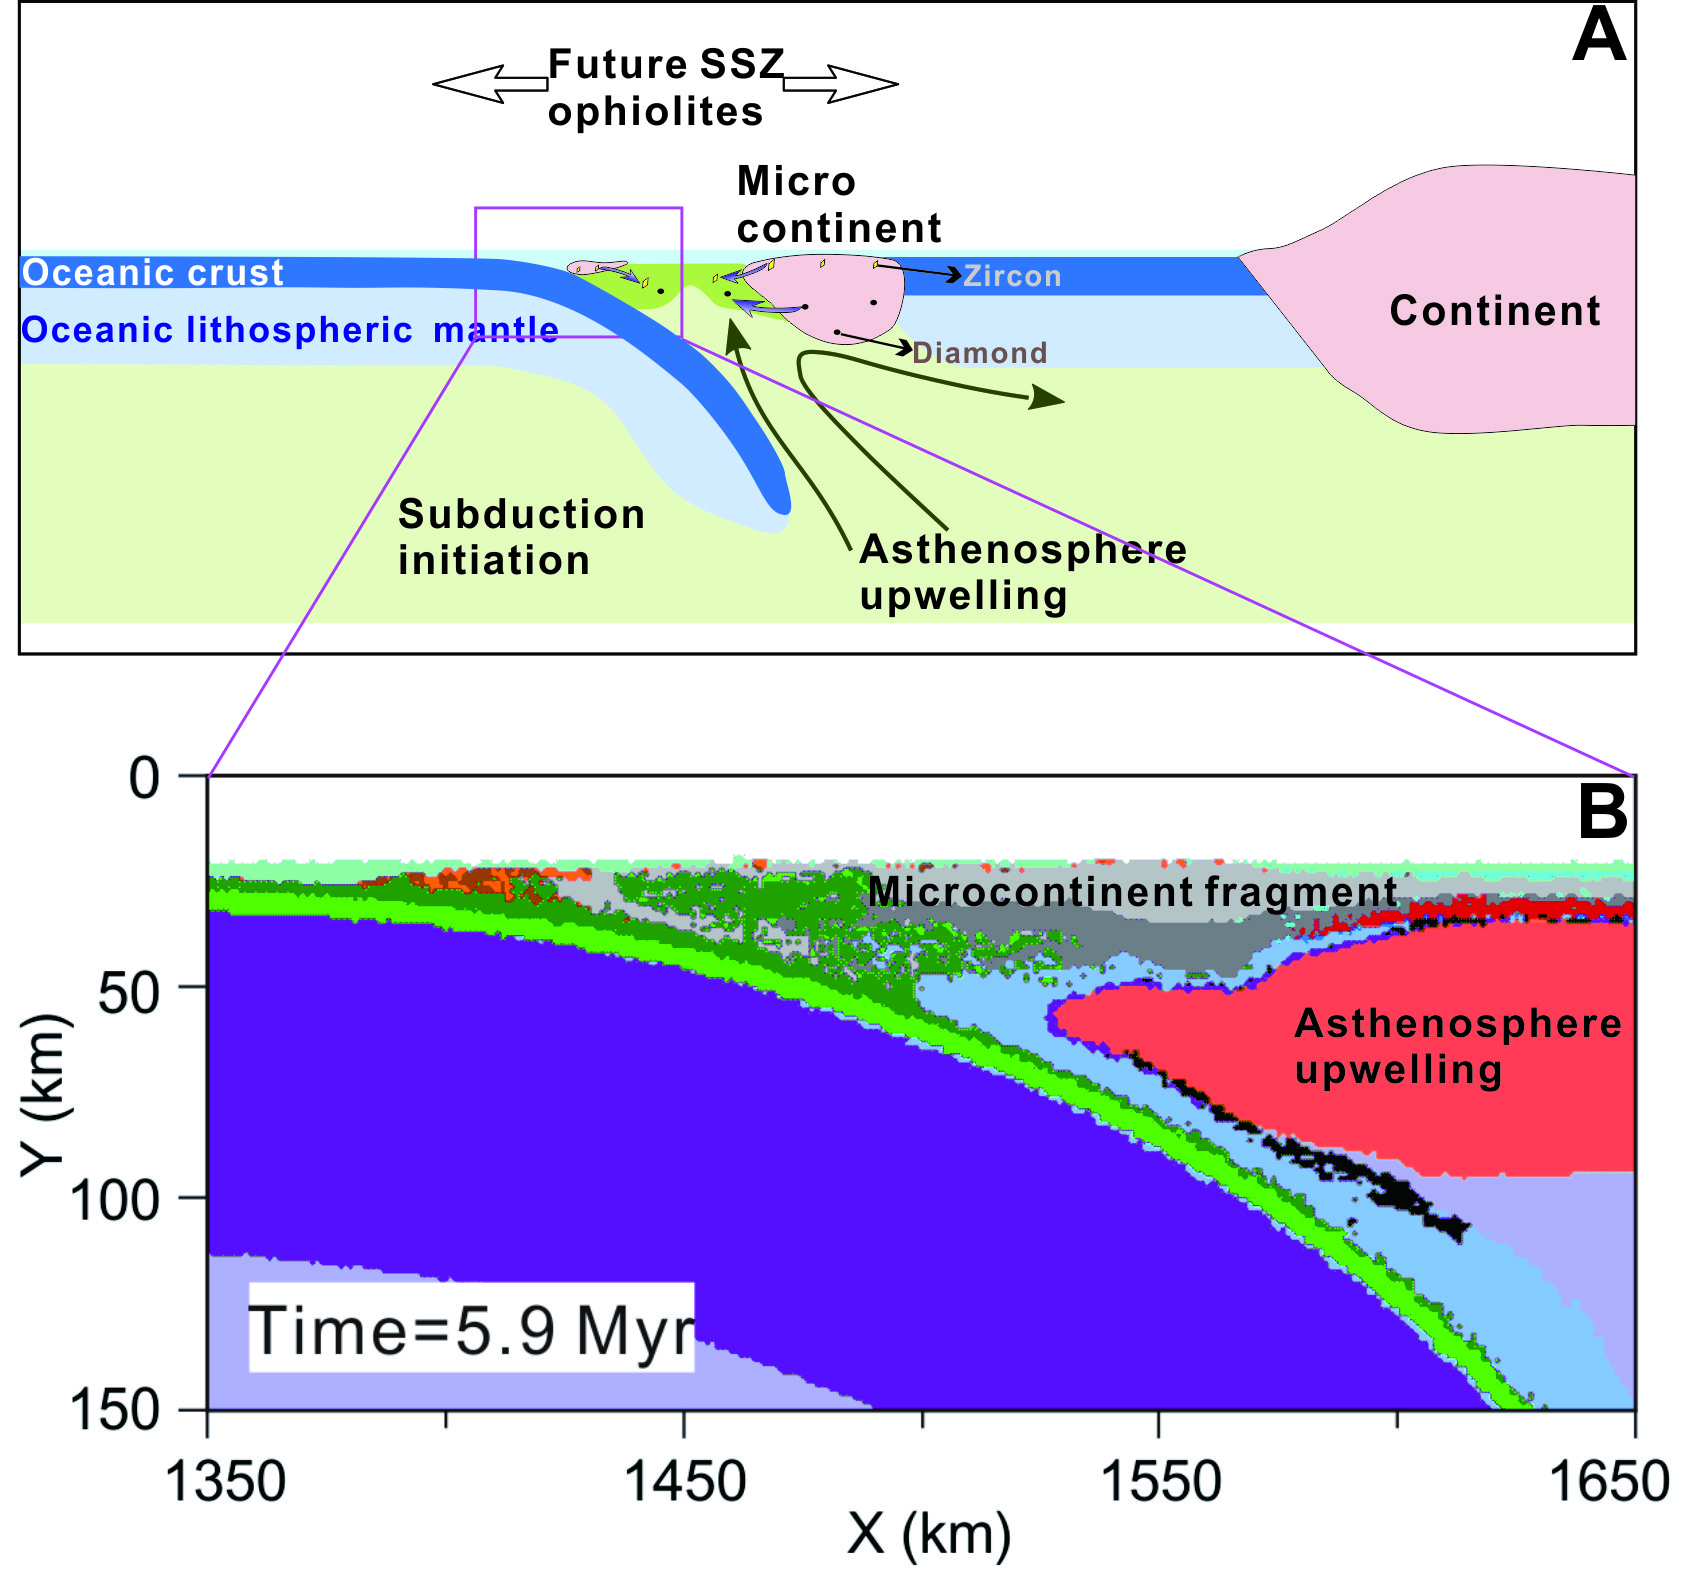 A
Future SSZ
ophiolites
Micro
continent
Oceanic crust
Zircon
Continent
Oceanic lithospheric mantle
Diamond
Subduction
initiation
Asthenosphere
upwelling
0
B
Microcontinent fragment
50
Asthenosphere
upwelling
Y (km)
100
Time=5.9 Myr
150
1350
1450
1550
1650
X (km)